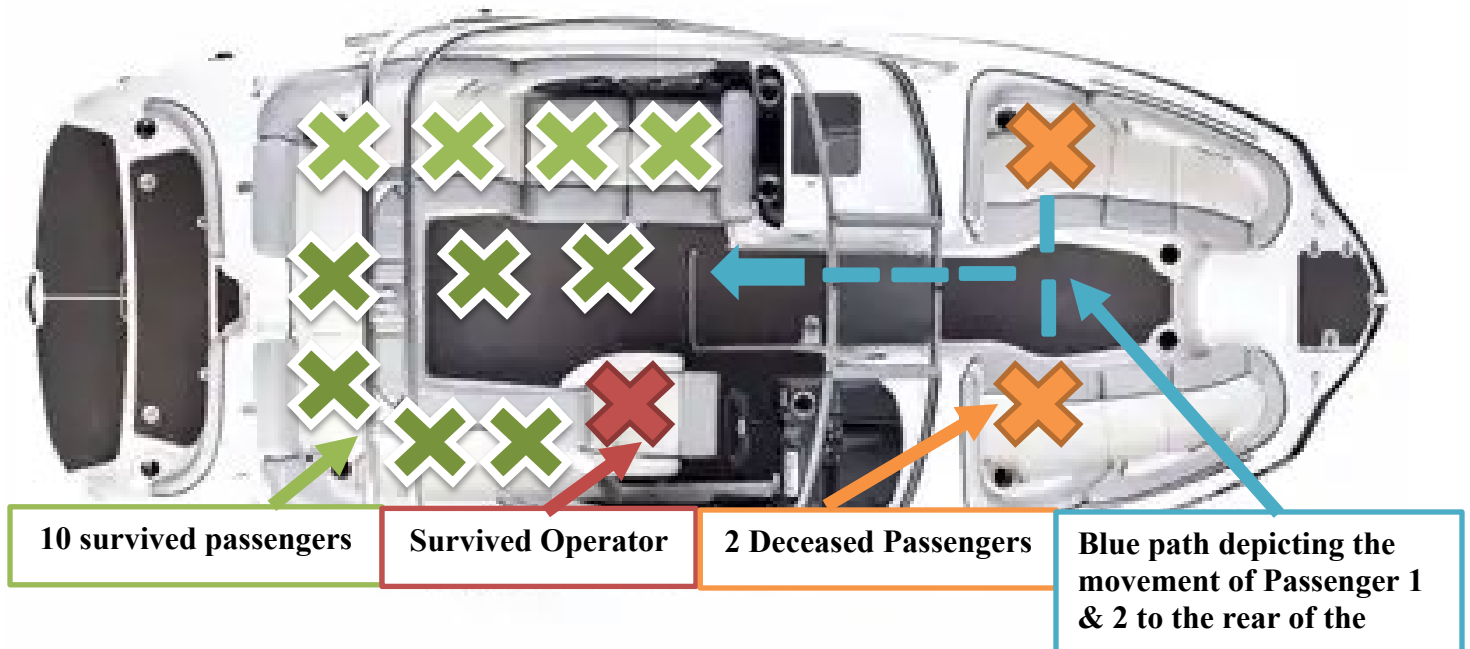 10 survived passengers
Survived Operator
2 Deceased Passengers
Blue path depicting the
movement of Passenger 1
& 2 to the rear of the